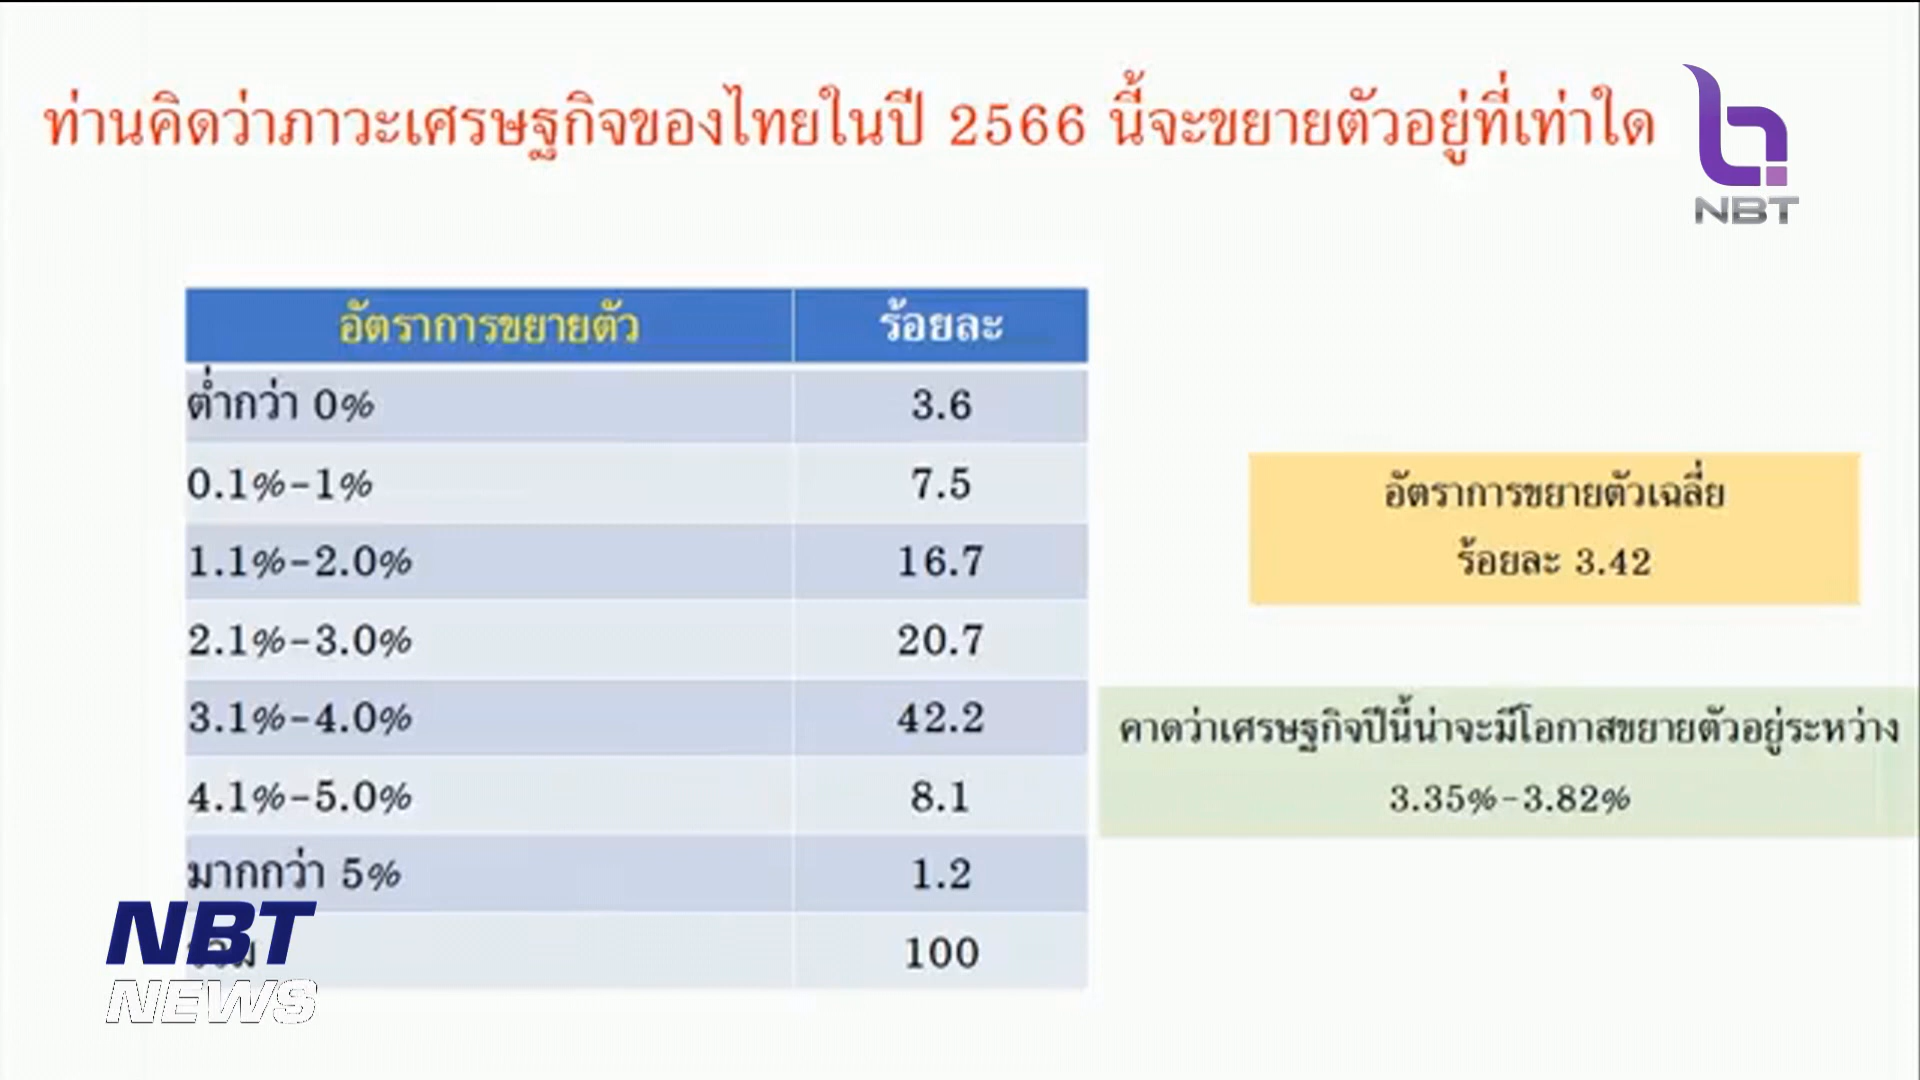 ท่านคิดว่าภาวะเศรษฐกิจของไทยในปี 2566 นี้จะขยายตัวอยู่ที่เท่าใด
NBT
อัตราการขยายตัว ร้อยละ
ต่ำกว่า 0% 3.6
0.1%-1% 7.5
1.1%-2.0% 16.7
2.1%-3.0% 20.7
3.1%-4.0% 42.2
4.1%-5.0% 8.1
มากกว่า 5% 1.2
100
อัตราการขยายตัวเฉลี่ย
ร้อยละ 3.42
คาดว่าเศรษฐกิจปีนี้น่าจะมีโอกาสขยายตัวอยู่ระหว่าง
3.35%-3.82%
NBT
NEWS